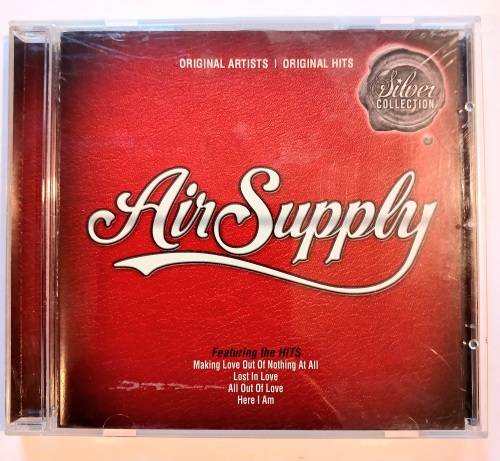 ORIGINAL ARTISTS | ORIGINAL HITS
Silver
COLLECTION
Air Supply
Featuring the HITS
Making Love Out Of Nothing At All
Lost In Love
All Out Of Love
Here I Am